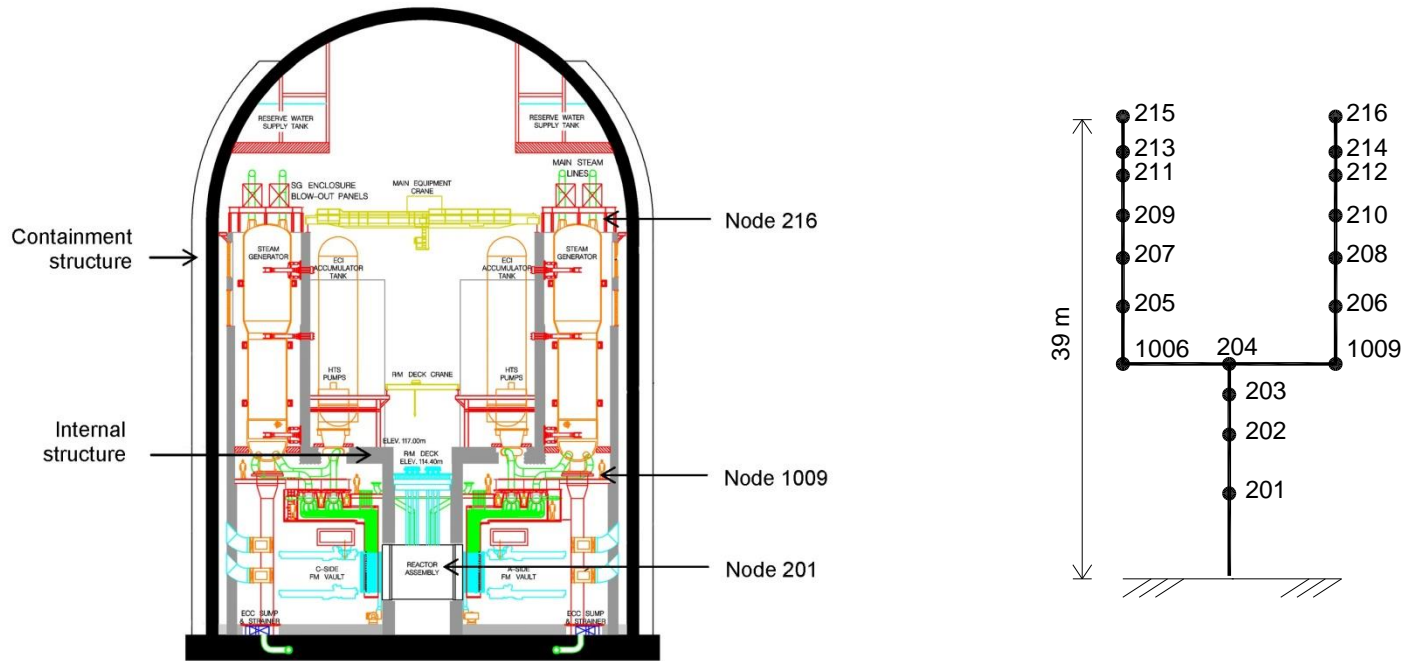 RESERVE WATER
SUPPLY TANK
RESERVE WATER
SUPPLY TANK
MAIN STEAM
LINES
SG ENCLOSURE
BLOW-OUT PANELS
MAIN EQUIPMENT
CRANE
Node 216
Containment
structure
STEAM
GENERATOR
ECI
ACCUMULATOR
TANK
ECI
ACCUMULATOR
TANK
STEAM
GENERATOR
HTS
PUMPS
R/M DECK CRANE
HTS
PUMPS
Internal
structure
ELEV. 117.00m
R/M DECK
ELEV. 114.40m
Node 1009
C-SIDE
FM VAULT
REACTOR
ASSEMBLY
A-SIDE
FM VAULT
Node 201
ECC SUMP
& STRAINER
ECC SUMP
& STRAINER
215
216
213
214
211
212
209
210
207
208
205
206
1006
204
1009
203
202
201
39 m